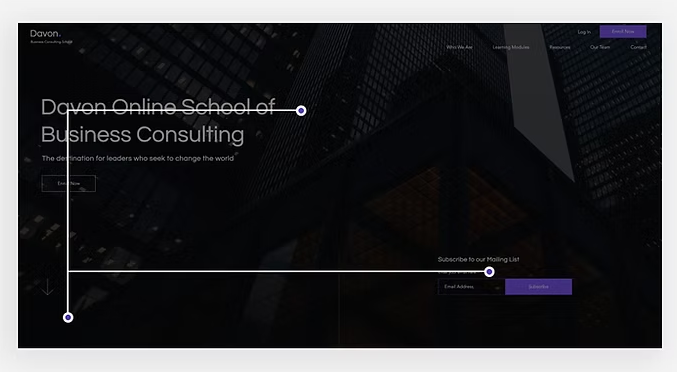 Davon.
Business Consulting School
Log In
Enroll Now
Who We Are
Learning Modules
Resources
Our Team
Contact
Davon Online School of
Business Consulting
The destination for leaders who seek to change the world
Enroll Now
Subscribe to our Mailing List
Email Address
Subscribe